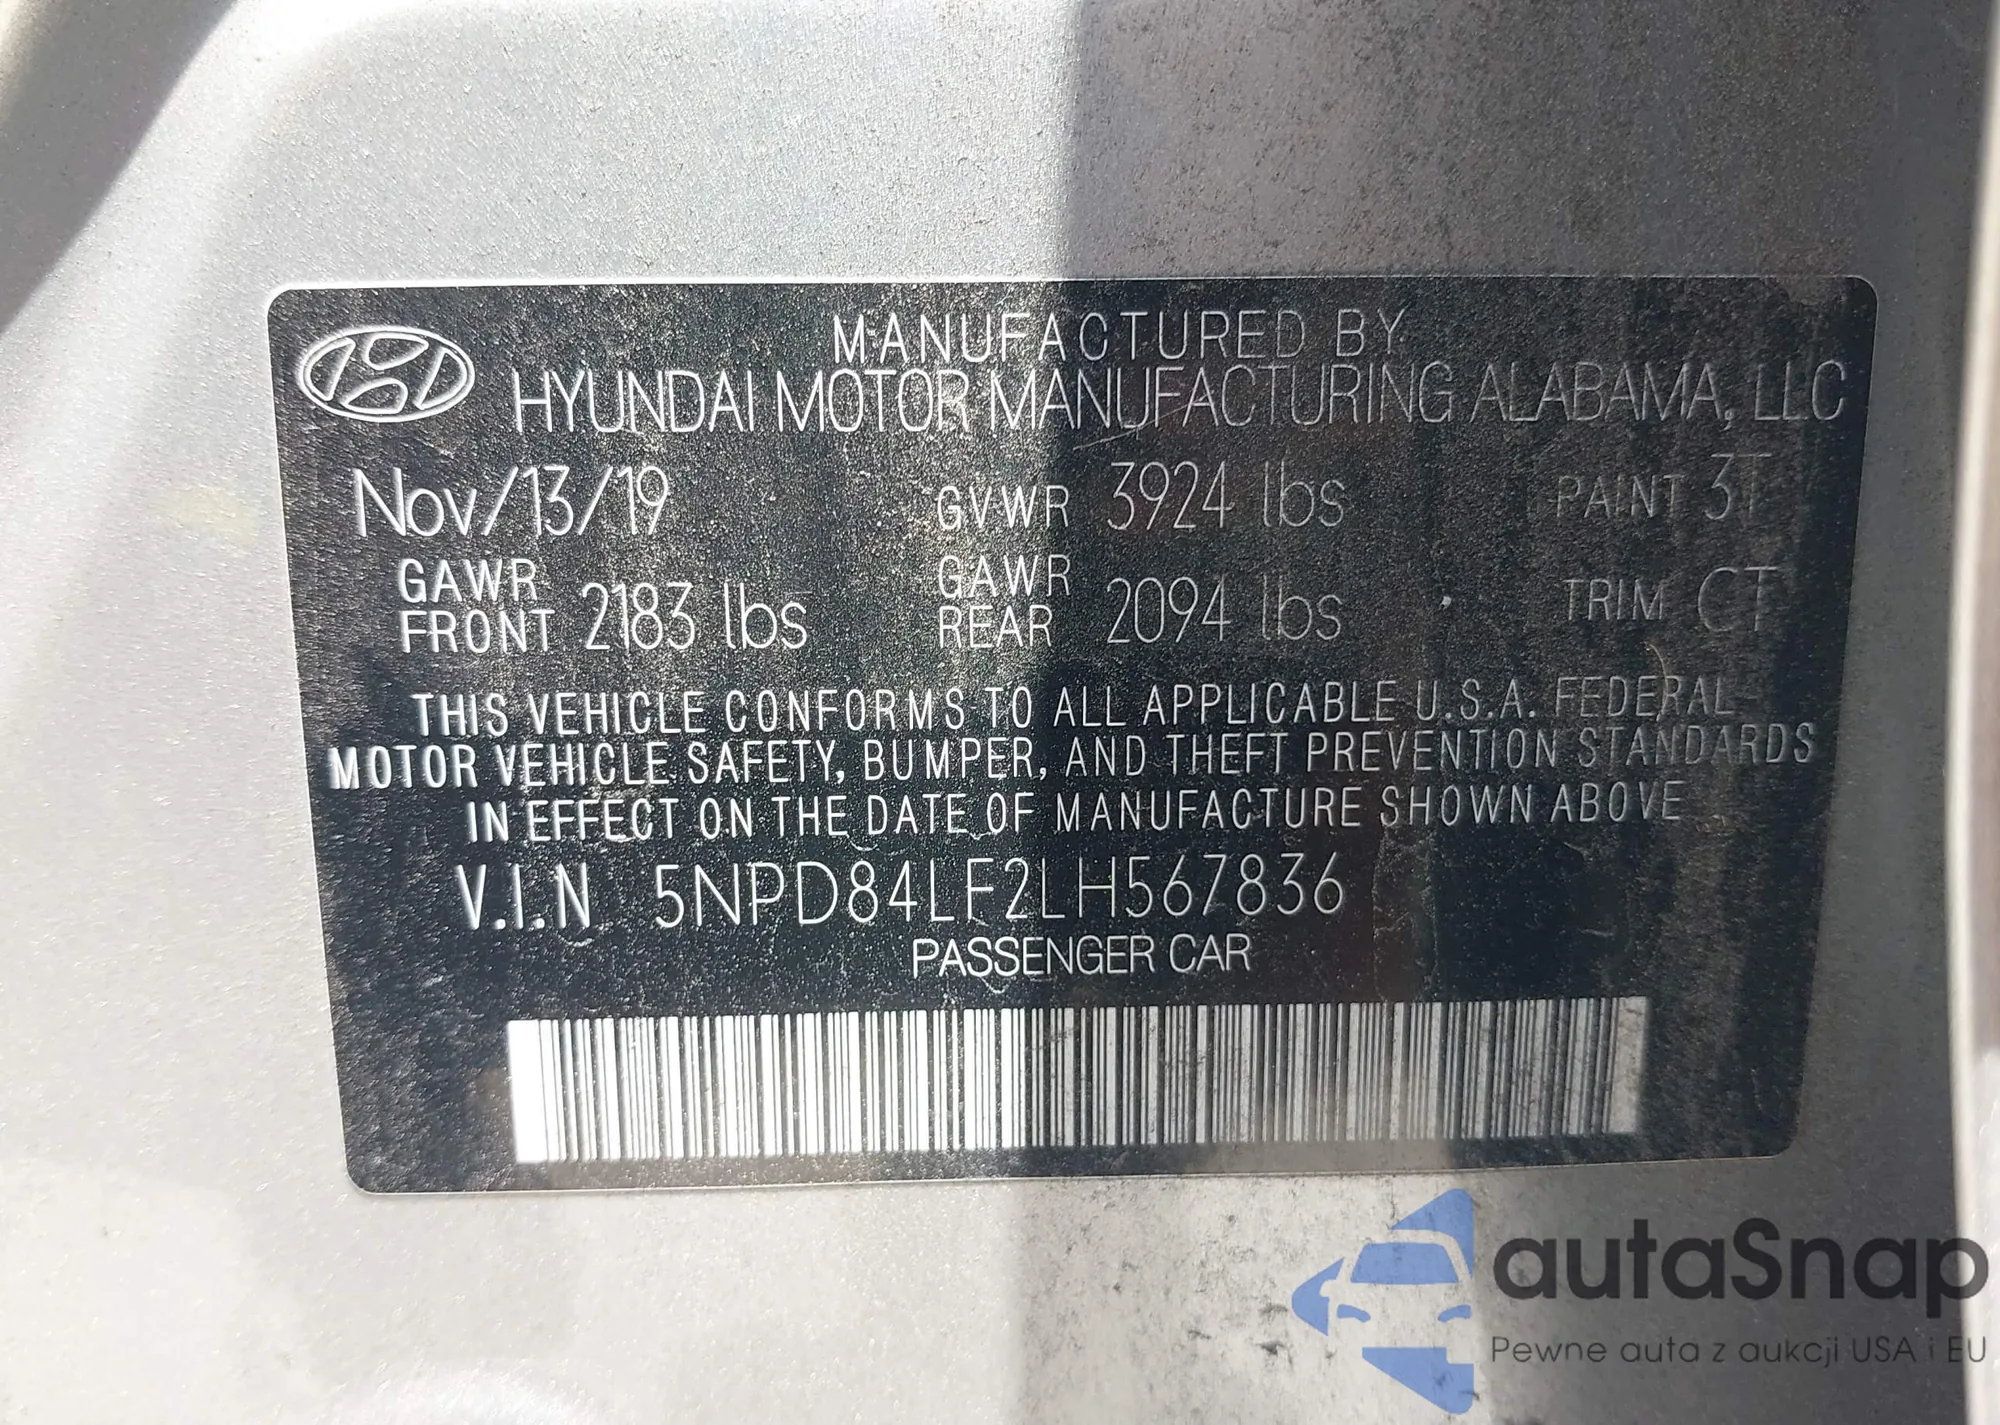 MANUFACTURED BY
HYUNDAI MOTOR MANUFACTURING ALABAMA, LLC
Nov/13/19 GVWR 3924 lbs PAINT 3T
GAWR FRONT 2183 lbs GAWR REAR 2094 lbs TRIM CT
THIS VEHICLE CONFORMS TO ALL APPLICABLE U.S.A. FEDERAL
MOTOR VEHICLE SAFETY, BUMPER, AND THEFT PREVENTION STANDARDS
IN EFFECT ON THE DATE OF MANUFACTURE SHOWN ABOVE
V.I.N 5NPD84LF2LH567836
PASSENGER CAR
autaSnap
Pewne auta z aukcji USA i EU